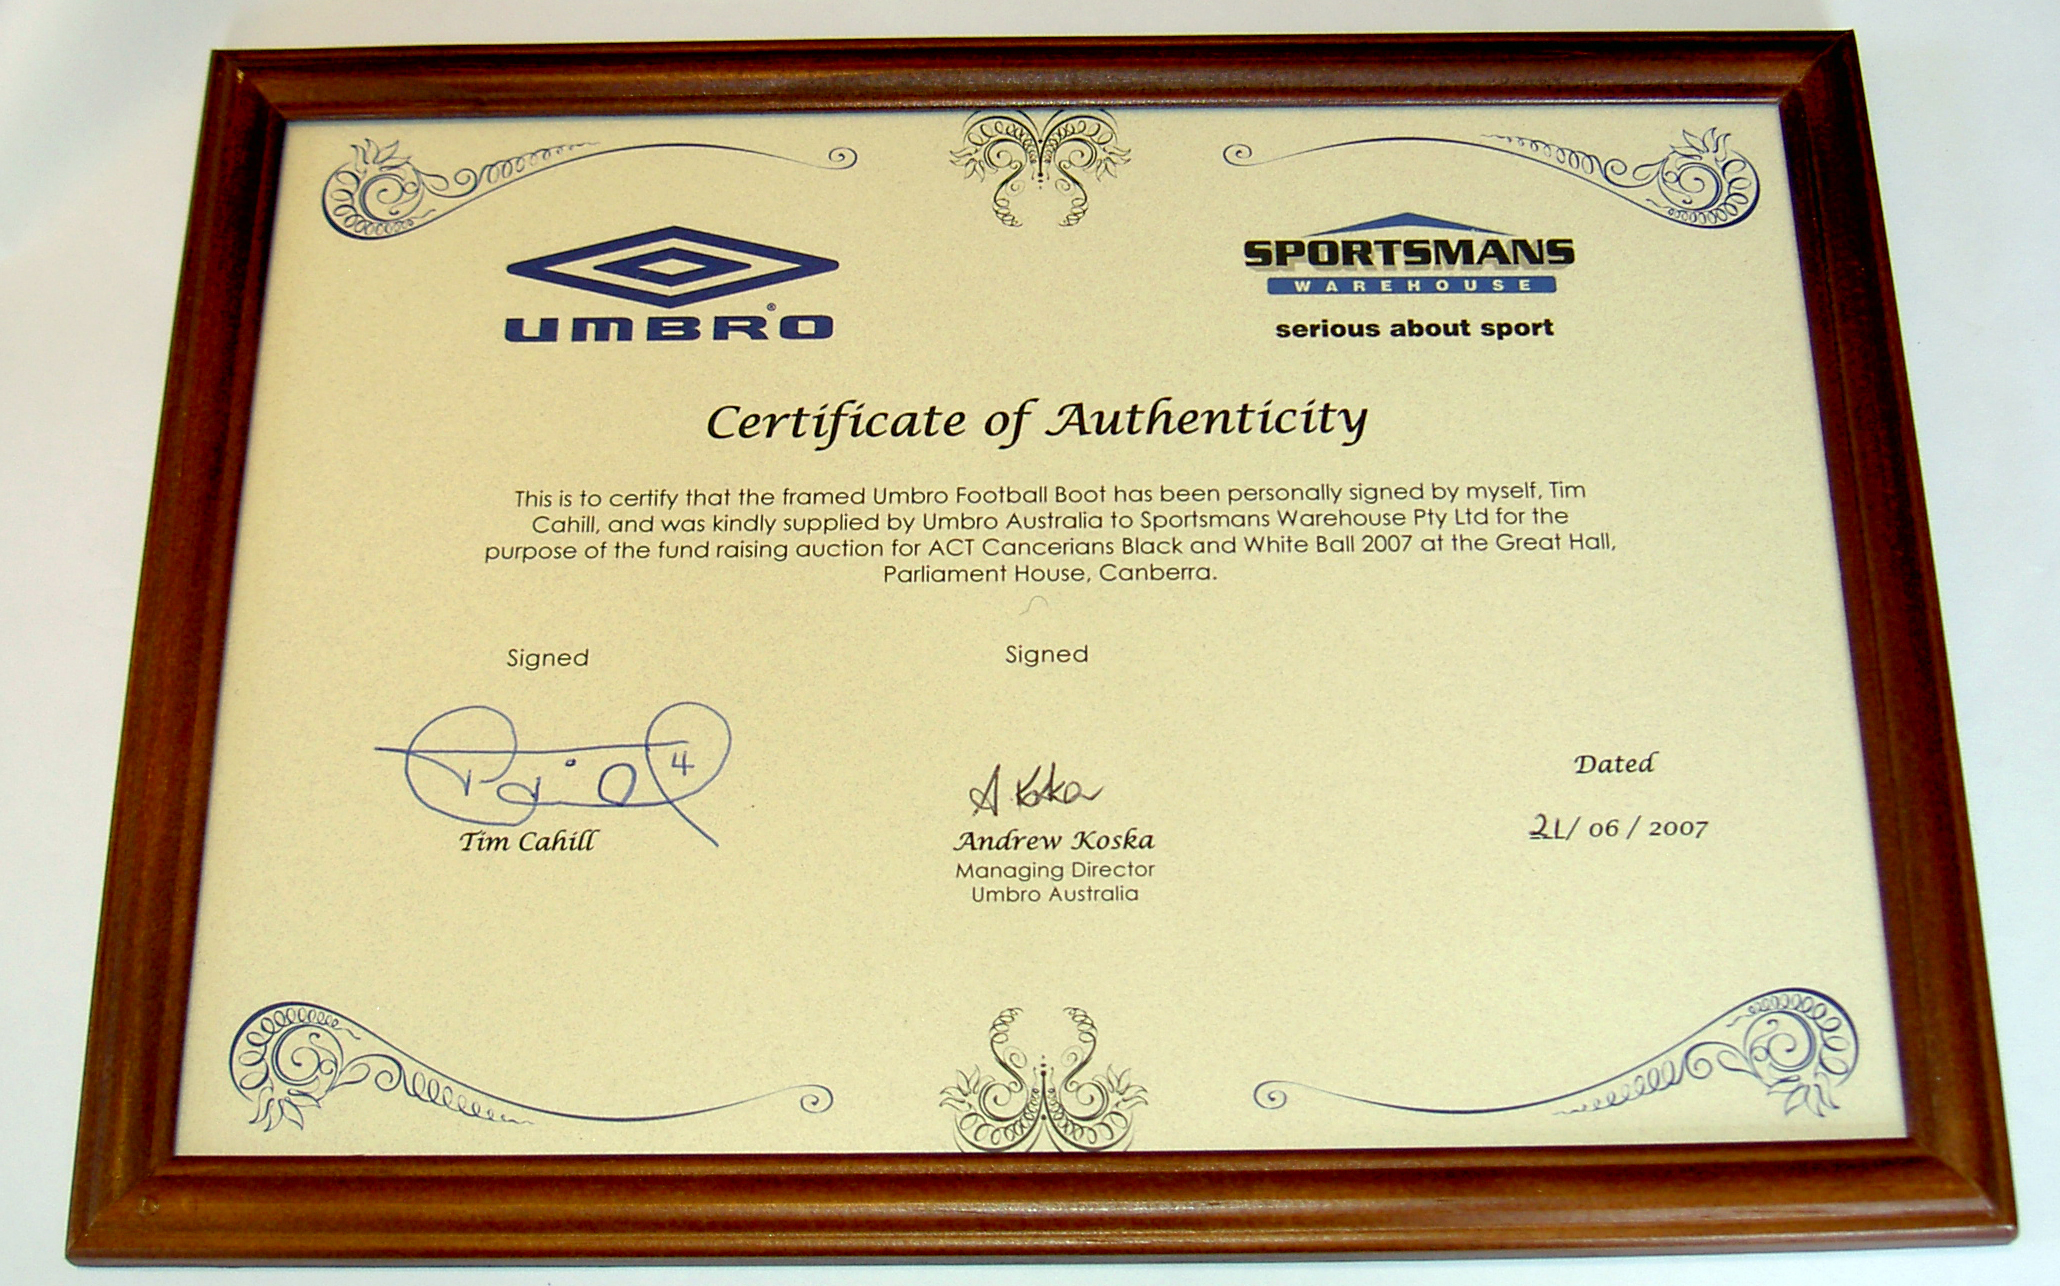 UMBRO®
SPORTSMANS
WAREHOUSE
serious about sport
Certificate of Authenticity
This is to certify that the framed Umbro Football Boot has been personally signed by myself, Tim
Cahill, and was kindly supplied by Umbro Australia to Sportsmans Warehouse Pty Ltd for the
purpose of the fund raising auction for ACT Cancerians Black and White Ball 2007 at the Great Hall,
Parliament House, Canberra.
Signed
Signed
4
A Koska
Dated
21/ 06 / 2007
Tim Cahill
Andrew Koska
Managing Director
Umbro Australia